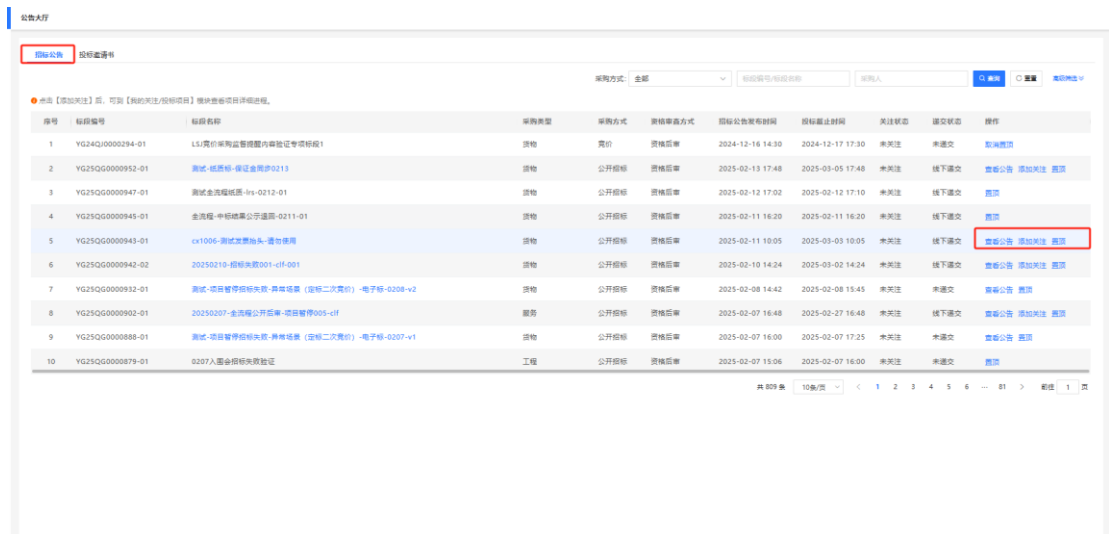 公告大厅
招标公告 投标邀请书
采购方式: 全部 标段编号/标段名称 采购人 查询 重置 高级筛选
点击【添加关注】后，可到【我的关注/投标项目】模块查看项目详细进程。
序号 标段编号 标段名称 采购类型 采购方式 资格审查方式 招标公告发布时间 投标截止时间 关注状态 递交状态 操作
1 YG24QJ0000294-01 LSJ竞价采购监督提醒内容验证专项标段1 货物 竞价 资格后审 2024-12-16 14:30 2024-12-17 17:30 未关注 未递交 取消置顶
2 YG25QG0000952-01 测试-纸质标-保证金同步0213 货物 公开招标 资格后审 2025-02-13 17:48 2025-03-05 17:48 未关注 线下递交 查看公告 添加关注 置顶
3 YG25QG0000947-01 测试全流程纸质-lrs-0212-01 货物 公开招标 资格后审 2025-02-12 17:02 2025-02-12 17:10 未关注 线下递交 置顶
4 YG25QG0000945-01 全流程-中标结果公示退回-0211-01 货物 公开招标 资格后审 2025-02-11 16:20 2025-02-11 16:20 未关注 线下递交 置顶
5 YG25QG0000943-01 cx1006-测试发票抬头-请勿使用 货物 公开招标 资格后审 2025-02-11 10:05 2025-03-03 10:05 未关注 线下递交 查看公告 添加关注 置顶
6 YG25QG0000942-02 20250210-招标失败001-clf-001 货物 公开招标 资格后审 2025-02-10 14:24 2025-03-02 14:24 未关注 线下递交 查看公告 添加关注 置顶
7 YG25QG0000932-01 测试-项目暂停招标失败-异常场景（定标二次竞价）-电子标-0208-v2 货物 公开招标 资格后审 2025-02-08 14:42 2025-02-08 15:45 未关注 未递交 查看公告 置顶
8 YG25QG0000902-01 20250207-全流程公开后审-项目暂停005-clf 服务 公开招标 资格后审 2025-02-07 16:48 2025-02-27 16:48 未关注 线下递交 查看公告 添加关注 置顶
9 YG25QG0000888-01 测试-项目暂停招标失败-异常场景（定标二次竞价）-电子标-0207-v1 货物 公开招标 资格后审 2025-02-07 16:00 2025-02-07 17:25 未关注 未递交 查看公告 置顶
10 YG25QG0000879-01 0207入围会招标失败验证 工程 公开招标 资格后审 2025-02-07 15:06 2025-02-07 16:00 未关注 未递交 置顶
共 809 条 10条/页 < 1 2 3 4 5 6 ... 81 > 前往 1 页